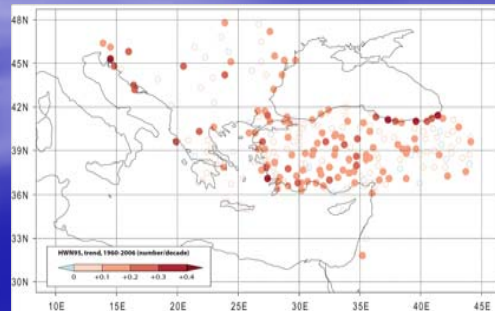 48N
45N
42N
39N
36N
33N
30N
HWN95, trend, 1960-2006 (number/decade)
0 +0.1 +0.2 +0.3 +0.4
10E 15E 20E 25E 30E 35E 40E 45E